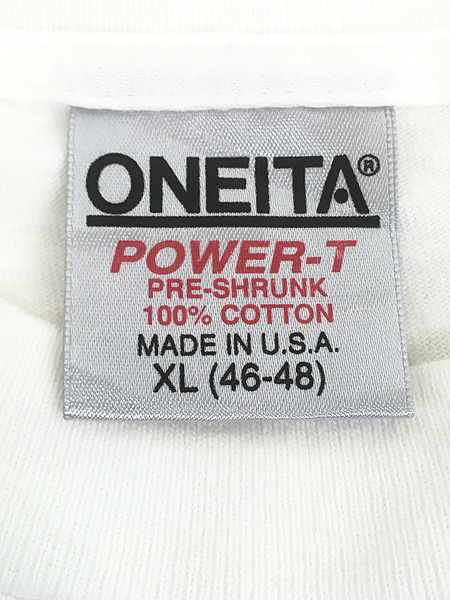 ONEITA®
POWER-T
PRE-SHRUNK
100% COTTON
MADE IN U.S.A.
XL (46-48)